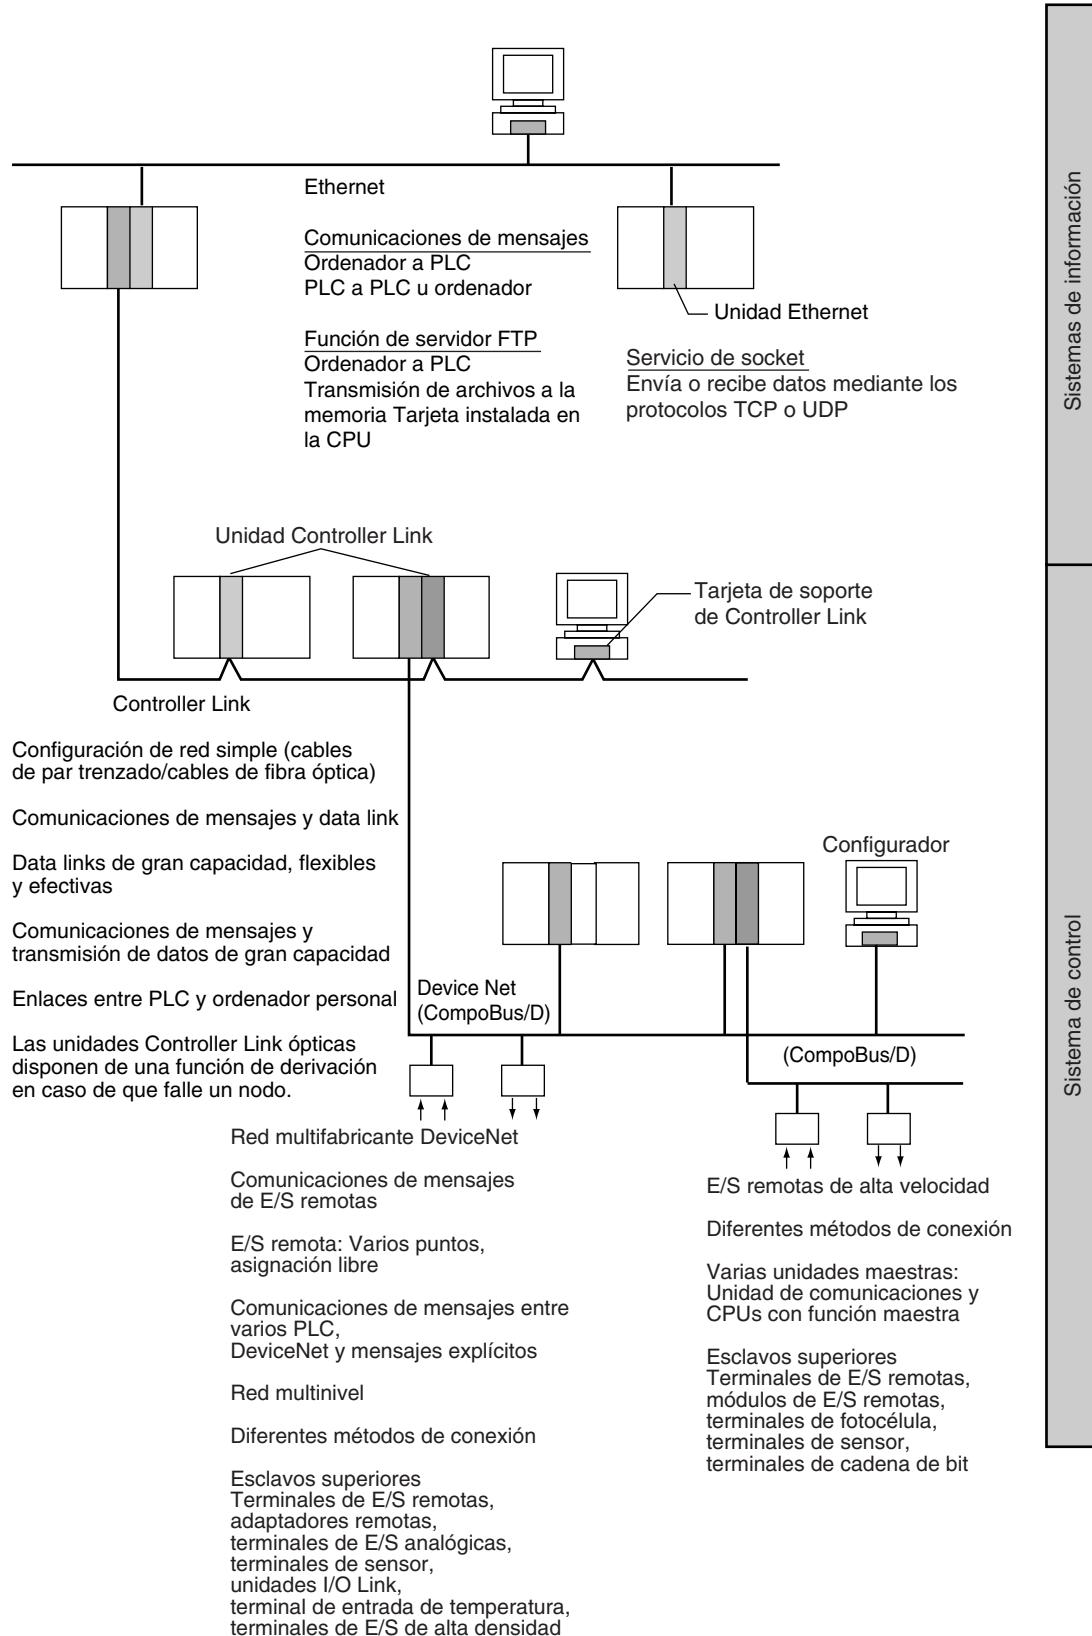 Ethernet
Comunicaciones de mensajes
Ordenador a PLC
PLC a PLC u ordenador
Función de servidor FTP
Ordenador a PLC
Transmisión de archivos a la
memoria Tarjeta instalada en
la CPU
Unidad Ethernet
Servicio de socket
Envía o recibe datos mediante los
protocolos TCP o UDP
Sistemas de información
Unidad Controller Link
Tarjeta de soporte
de Controller Link
Controller Link
Configuración de red simple (cables
de par trenzado/cables de fibra óptica)
Comunicaciones de mensajes y data link
Data links de gran capacidad, flexibles
y efectivas
Comunicaciones de mensajes y
transmisión de datos de gran capacidad
Enlaces entre PLC y ordenador personal
Las unidades Controller Link ópticas
disponen de una función de derivación
en caso de que falle un nodo.
Configurador
Device Net
(CompoBus/D)
(CompoBus/D)
Sistema de control
Red multifabricante DeviceNet
Comunicaciones de mensajes
de E/S remotas
E/S remota: Varios puntos,
asignación libre
Comunicaciones de mensajes entre
varios PLC,
DeviceNet y mensajes explícitos
Red multinivel
Diferentes métodos de conexión
Esclavos superiores
Terminales de E/S remotas,
adaptadores remotas,
terminales de E/S analógicas,
terminales de sensor,
unidades I/O Link,
terminal de entrada de temperatura,
terminales de E/S de alta densidad
E/S remotas de alta velocidad
Diferentes métodos de conexión
Varias unidades maestras:
Unidad de comunicaciones y
CPUs con función maestra
Esclavos superiores
Terminales de E/S remotas,
módulos de E/S remotas,
terminales de fotocélula,
terminales de sensor,
terminales de cadena de bit